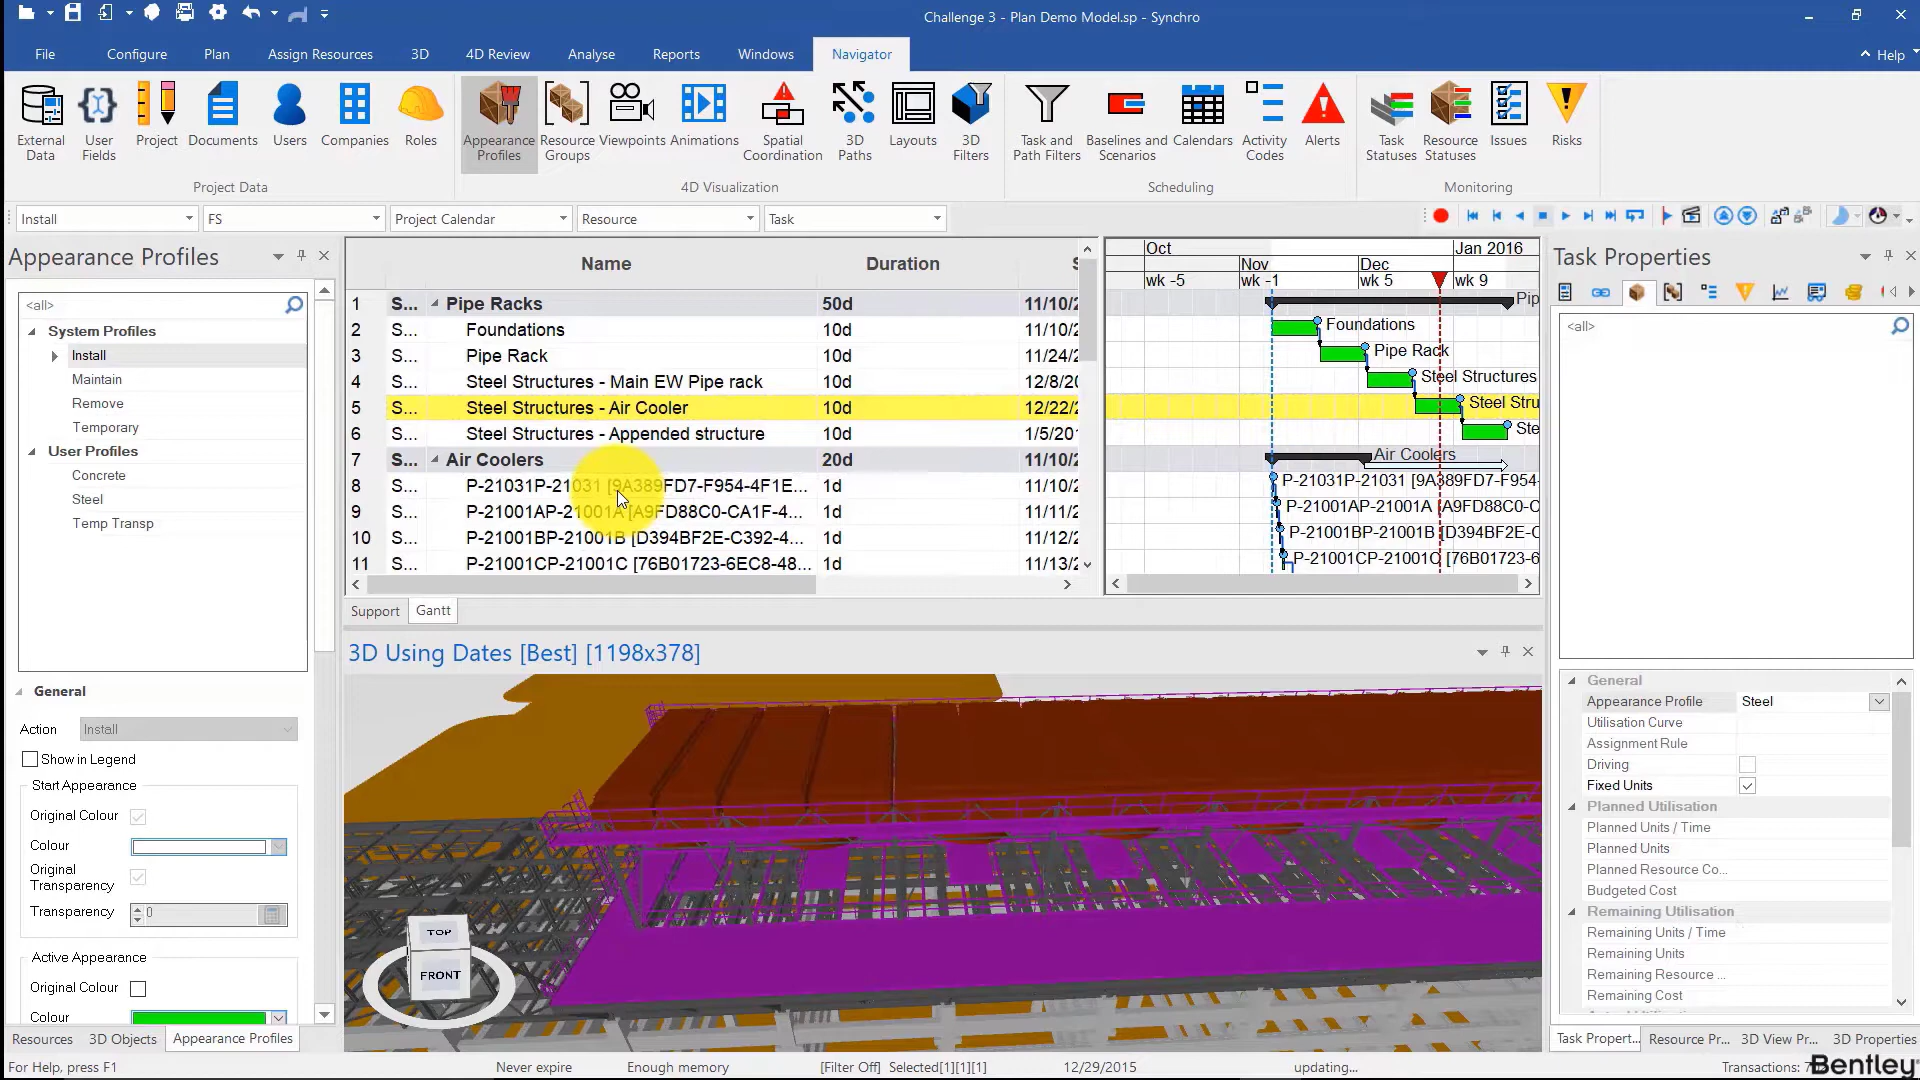 Challenge 3 - Plan Demo Model.sp - Synchro
File Configure Plan Assign Resources 3D 4D Review Analyse Reports Windows Navigator Help
External Data
User Fields
Project
Documents
Users
Companies
Roles
Appearance Profiles
Resource Groups
Viewpoints
Animations
Spatial Coordination
3D Paths
Layouts
3D Filters
Task and Path Filters
Baselines and Scenarios
Calendars
Activity Codes
Alerts
Task Statuses
Resource Statuses
Issues
Risks
Project Data 4D Visualization Scheduling Monitoring
Install FS Project Calendar Resource Task
Appearance Profiles
<all>
System Profiles
Install
Maintain
Remove
Temporary
User Profiles
Concrete
Steel
Temp Transp
General
Action Install
Show in Legend
Start Appearance
Original Colour
Colour
Original
Transparency
Transparency 0
Active Appearance
Original Colour
Colour
Resources 3D Objects Appearance Profiles
Name Duration S
1 S... Pipe Racks 50d 11/10/2
2 S... Foundations 10d 11/10/2
3 S... Pipe Rack 10d 11/24/2
4 S... Steel Structures - Main EW Pipe rack 10d 12/8/20
5 S... Steel Structures - Air Cooler 10d 12/22/2
6 S... Steel Structures - Appended structure 10d 1/5/201
7 S... Air Coolers 20d 11/10/2
8 S... P-21031P-21031 [9A389FD7-F954-4F1E... 1d 11/10/2
9 S... P-21001AP-21001A [A9FD88C0-CA1F-4... 1d 11/11/2
10 S... P-21001BP-21001B [D394BF2E-C392-4... 1d 11/12/2
11 S... P-21001CP-21001C [76B01723-6EC8-48... 1d 11/13/2
Support Gantt
Oct Jan 2016
Nov Dec
wk -5 wk -1 wk 5 wk 9
Pip
Foundations
Pipe Rack
Steel Structures
Steel Stru
Ste
Air Coolers
P-21031P-21031 [9A389FD7-F954-
P-21001AP-21001A [A9FD88C0-
P-21001BP-21001B [D394BF2E-
P-21001CP-21001C [76B01723-6
3D Using Dates [Best] [1198x378]
TOP
FRONT
Task Properties
<all>
General
Appearance Profile Steel
Utilisation Curve
Assignment Rule
Driving
Fixed Units
Planned Utilisation
Planned Units / Time
Planned Units
Planned Resource Co...
Budgeted Cost
Remaining Utilisation
Remaining Units / Time
Remaining Units
Remaining Resource ...
Remaining Cost
Task Propert... Resource Pr... 3D View Pr... 3D Properties
For Help, press F1 Never expire Enough memory [Filter Off] Selected[1][1][1] 12/29/2015 updating... Transactions:
Bentley